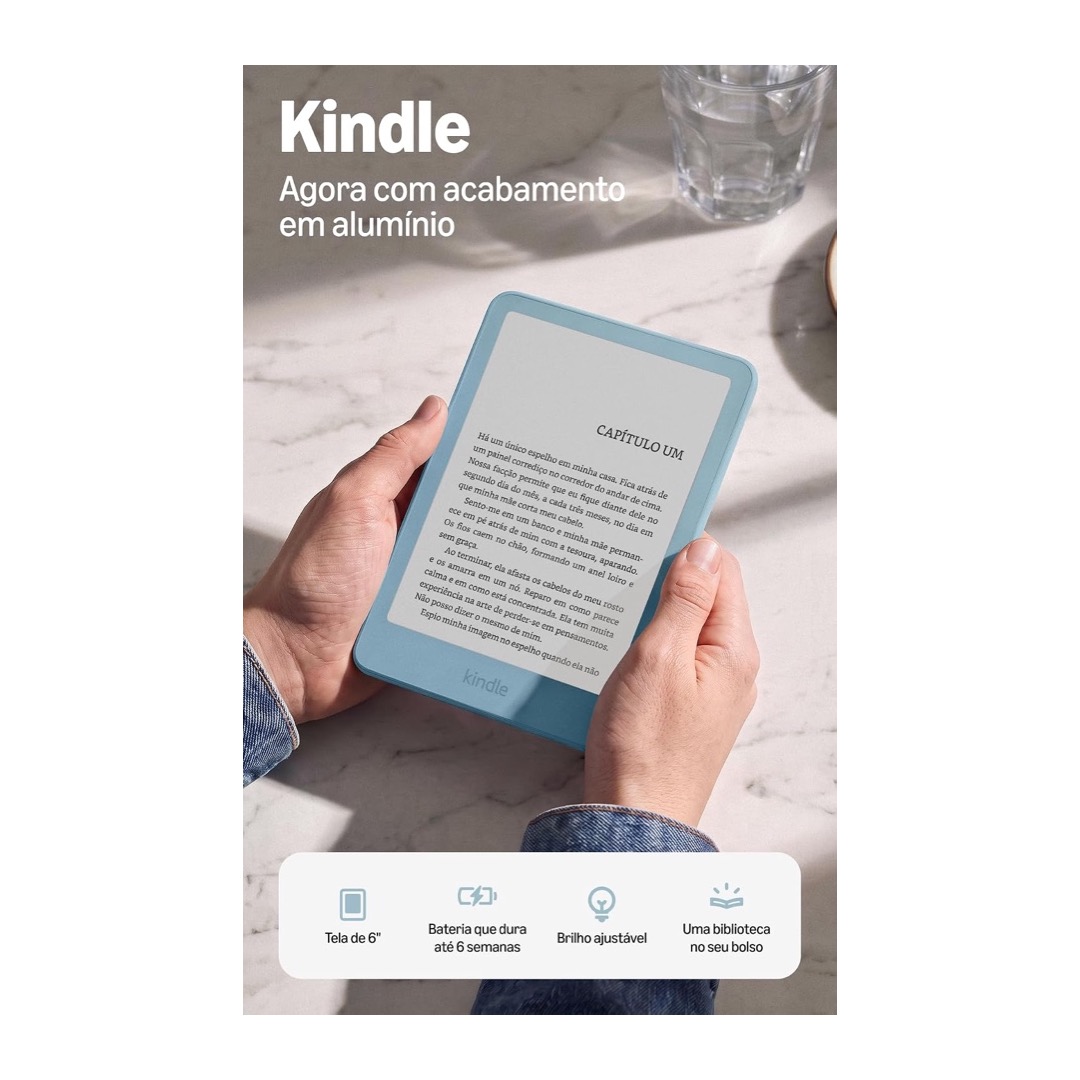 Kindle
Agora com acabamento
em alumínio
CAPÍTULO UM
Há um único espelho em minha casa. Fica atrás de
um painel corrediço no corredor do andar de cima.
Nossa facção permite que eu fique diante dele no
segundo dia do mês, a cada três meses, no dia em
que minha mãe corta meu cabelo.
Sento-me em um banco e minha mãe perman-
ece em pé atrás de mim com a tesoura, aparando.
Os fios caem no chão, formando um anel loiro e
sem graça.
Ao terminar, ela afasta os cabelos do meu rosto
e os amarra em um nó. Reparo em como parece
calma e em como está concentrada. Ela tem muita
experiência na arte de perder-se em pensamentos.
Não posso dizer o mesmo de mim.
Espio minha imagem no espelho quando ela não
kindle
Tela de 6"
Bateria que dura
até 6 semanas
Brilho ajustável
Uma biblioteca
no seu bolso